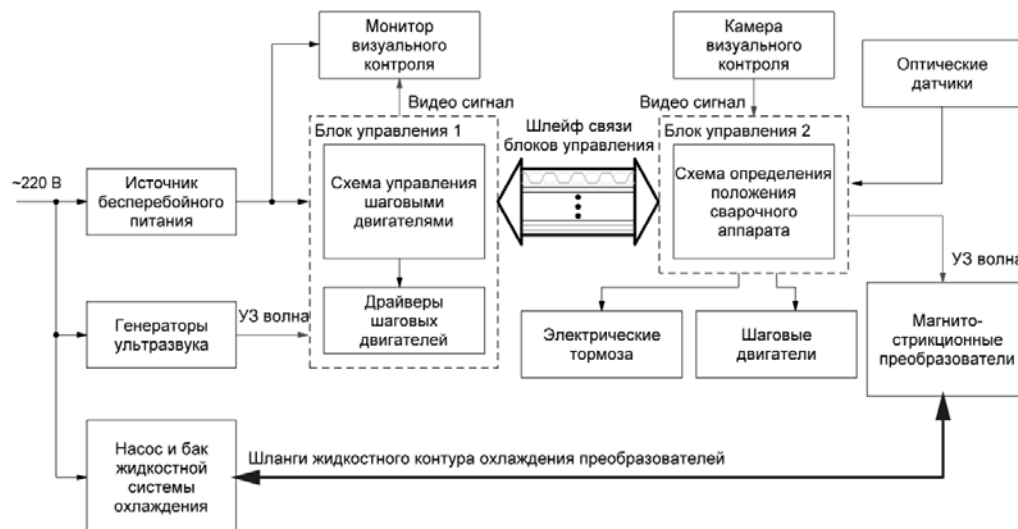 Монитор
визуального
контроля
Камера
визуального
контроля
Оптические
датчики
Видео сигнал
Видео сигнал
Блок управления 1
Шлейф связи
блоков управления
Блок управления 2
~220 В
Источник
бесперебойного
питания
Схема управления
шаговыми
двигателями
Схема определения
положения
сварочного
аппарата
УЗ волна
Генераторы
ультразвука
УЗ волна
Драйверы
шаговых
двигателей
Электрические
тормоза
Шаговые
двигатели
Магнито-
стрикционные
преобразователи
Насос и бак
жидкостной
системы
охлаждения
Шланги жидкостного контура охлаждения преобразователей